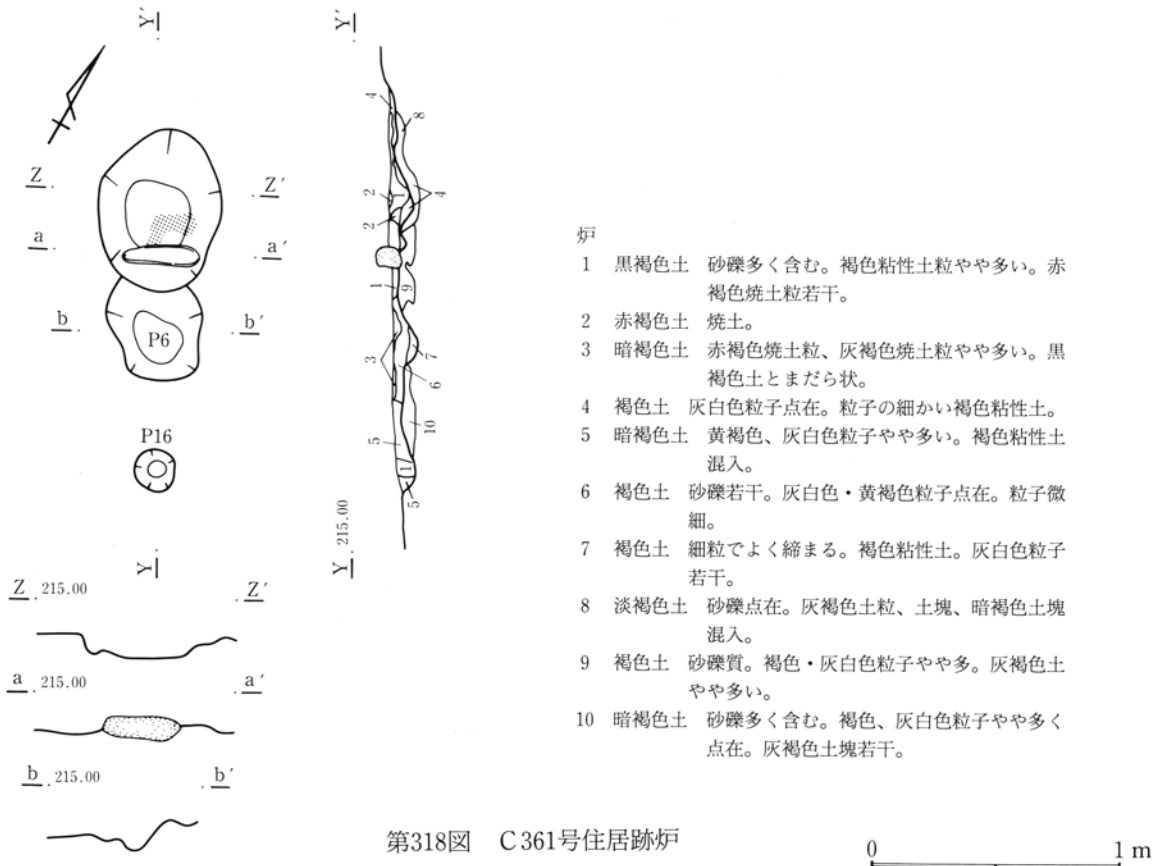 Y′
Y′
Z
Z′
a
a′
b
b′
P6
P16
Y
Y 215.00
4
8
2
1
4
2
1
9
3
7
6
5
10
1
5
Z 215.00 Z′
a 215.00 a′
b 215.00 b′
炉
1 黒褐色土 砂礫多く含む。褐色粘性土粒やや多い。赤
褐色焼土粒若干。
2 赤褐色土 焼土。
3 暗褐色土 赤褐色焼土粒、灰褐色焼土粒やや多い。黒
褐色土とまだら状。
4 褐色土 灰白色粒子点在。粒子の細かい褐色粘性土。
5 暗褐色土 黄褐色、灰白色粒子やや多い。褐色粘性土
混入。
6 褐色土 砂礫若干。灰白色・黄褐色粒子点在。粒子微
細。
7 褐色土 細粒でよく締まる。褐色粘性土。灰白色粒子
若干。
8 淡褐色土 砂礫点在。灰褐色土粒、土塊、暗褐色土塊
混入。
9 褐色土 砂礫質。褐色・灰白色粒子やや多。灰褐色土
やや多い。
10 暗褐色土 砂礫多く含む。褐色、灰白色粒子やや多く
点在。灰褐色土塊若干。
第318図 C361号住居跡炉
0 1 m